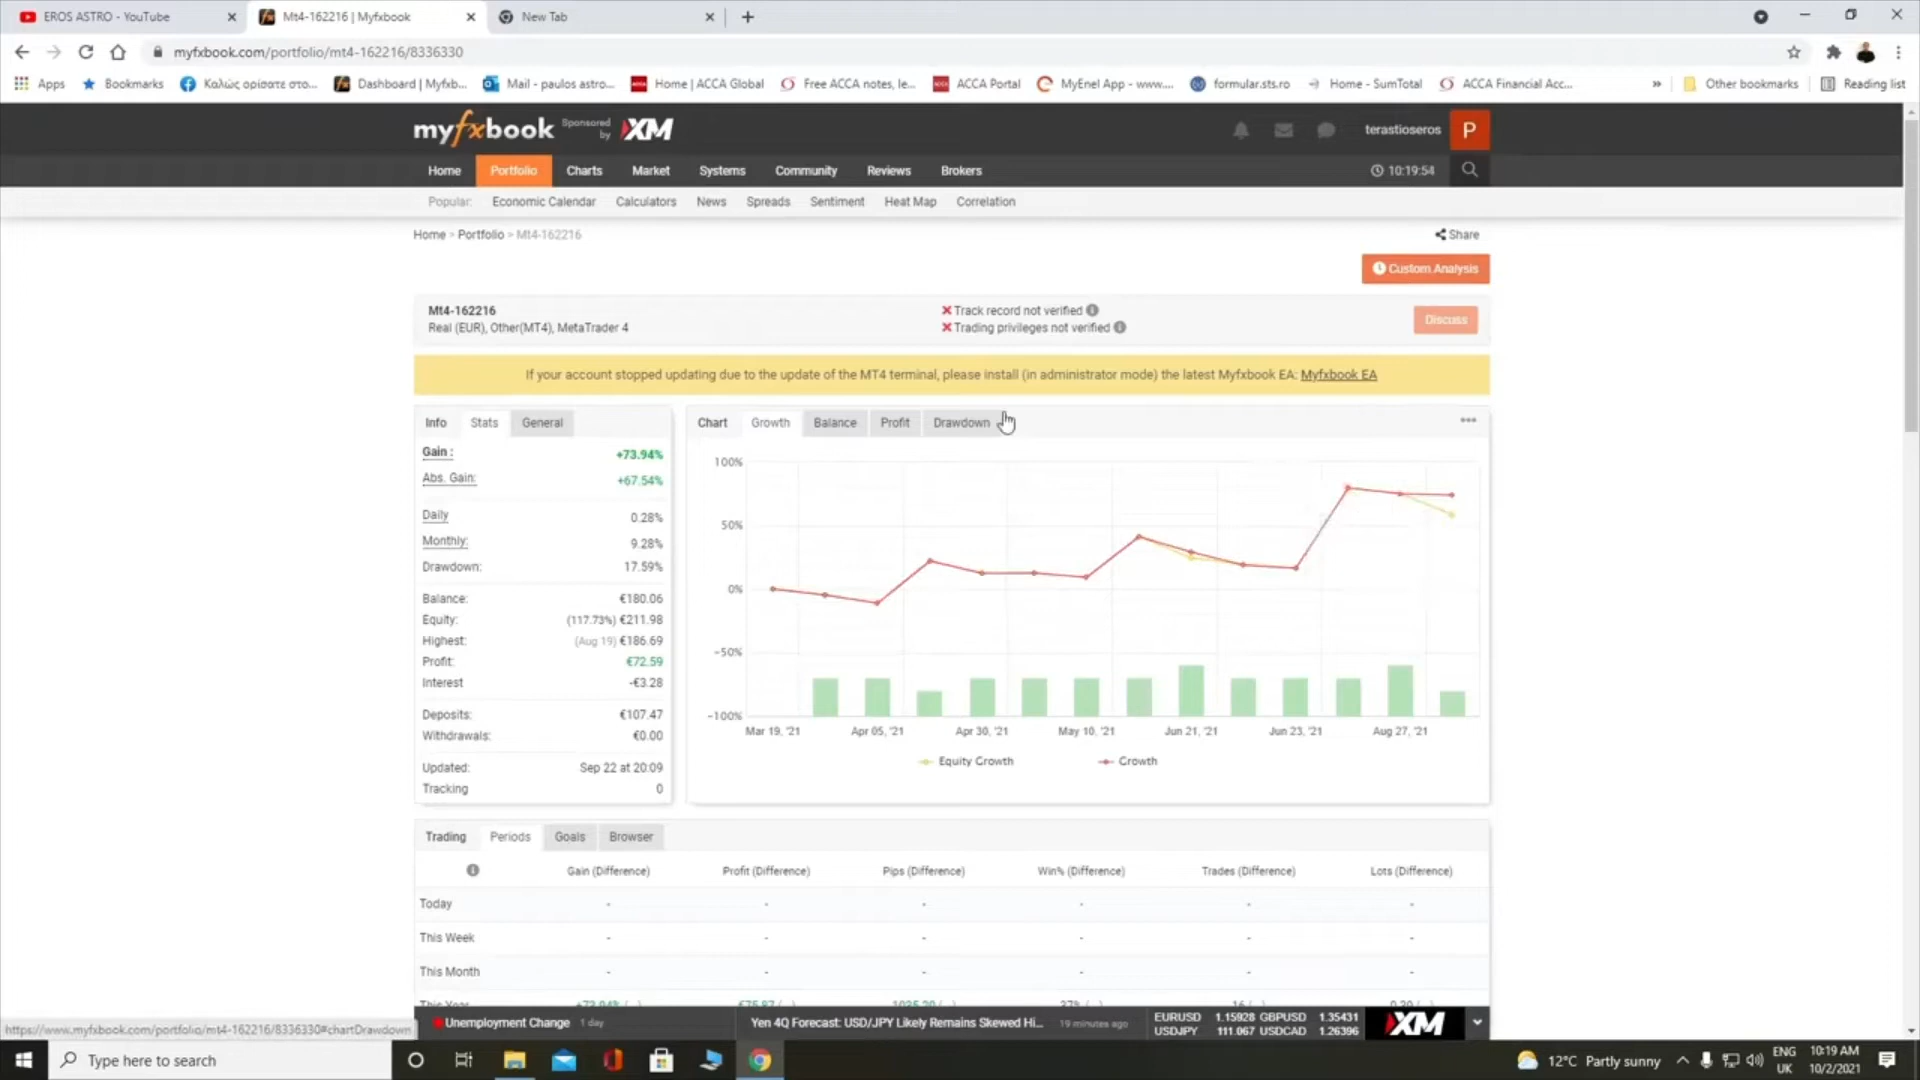 EROS ASTRO - YouTube
Mt4-162216 | Myfxbook
New Tab
myfxbook.com/portfolio/mt4-162216/8336330
Apps
Bookmarks
Καλώς ορίσατε στο...
Dashboard | Myfxb...
Mail - paulos astro...
Home | ACCA Global
Free ACCA notes, le...
ACCA Portal
MyEnel App - www....
formular.sts.ro
Home - SumTotal
ACCA Financial Acc...
»
Other bookmarks
Reading list
myfxbook Sponsored by XM
terastioseros
P
Home Portfolio Charts Market Systems Community Reviews Brokers
10:19:54
Popular: Economic Calendar Calculators News Spreads Sentiment Heat Map Correlation
Home > Portfolio > Mt4-162216
Share
Custom Analysis
Mt4-162216
Real (EUR), Other(MT4), MetaTrader 4
Track record not verified
Trading privileges not verified
Discuss
If your account stopped updating due to the update of the MT4 terminal, please install (in administrator mode) the latest Myfxbook EA: Myfxbook EA
Info Stats General
Gain : +73.94%
Abs. Gain: +67.54%
Daily 0.28%
Monthly: 9.28%
Drawdown: 17.59%
Balance: €180.06
Equity: (117.73%) €211.98
Highest: (Aug 19) €186.69
Profit: €72.59
Interest -€3.28
Deposits: €107.47
Withdrawals: €0.00
Updated: Sep 22 at 20:09
Tracking 0
Chart Growth Balance Profit Drawdown
100%
50%
0%
-50%
-100%
Mar 19, '21 Apr 05, '21 Apr 30, '21 May 10, '21 Jun 21, '21 Jun 23, '21 Aug 27, '21
Equity Growth Growth
Trading Periods Goals Browser
Gain (Difference) Profit (Difference) Pips (Difference) Win% (Difference) Trades (Difference) Lots (Difference)
Today - - - - - -
This Week - - - - - -
This Month - - - - - -
This Year +73.94%
https://www.myfxbook.com/portfolio/mt4-162216/8336330#chartDrawdown
Unemployment Change 1 day
Yen 4Q Forecast: USD/JPY Likely Remains Skewed Hi... 19 minutes ago
EURUSD 1.15928 GBPUSD 1.35431
USDJPY 111.067 USDCAD 1.26396
XM
Type here to search
12°C Partly sunny
ENG
UK
10:19 AM
10/2/2021